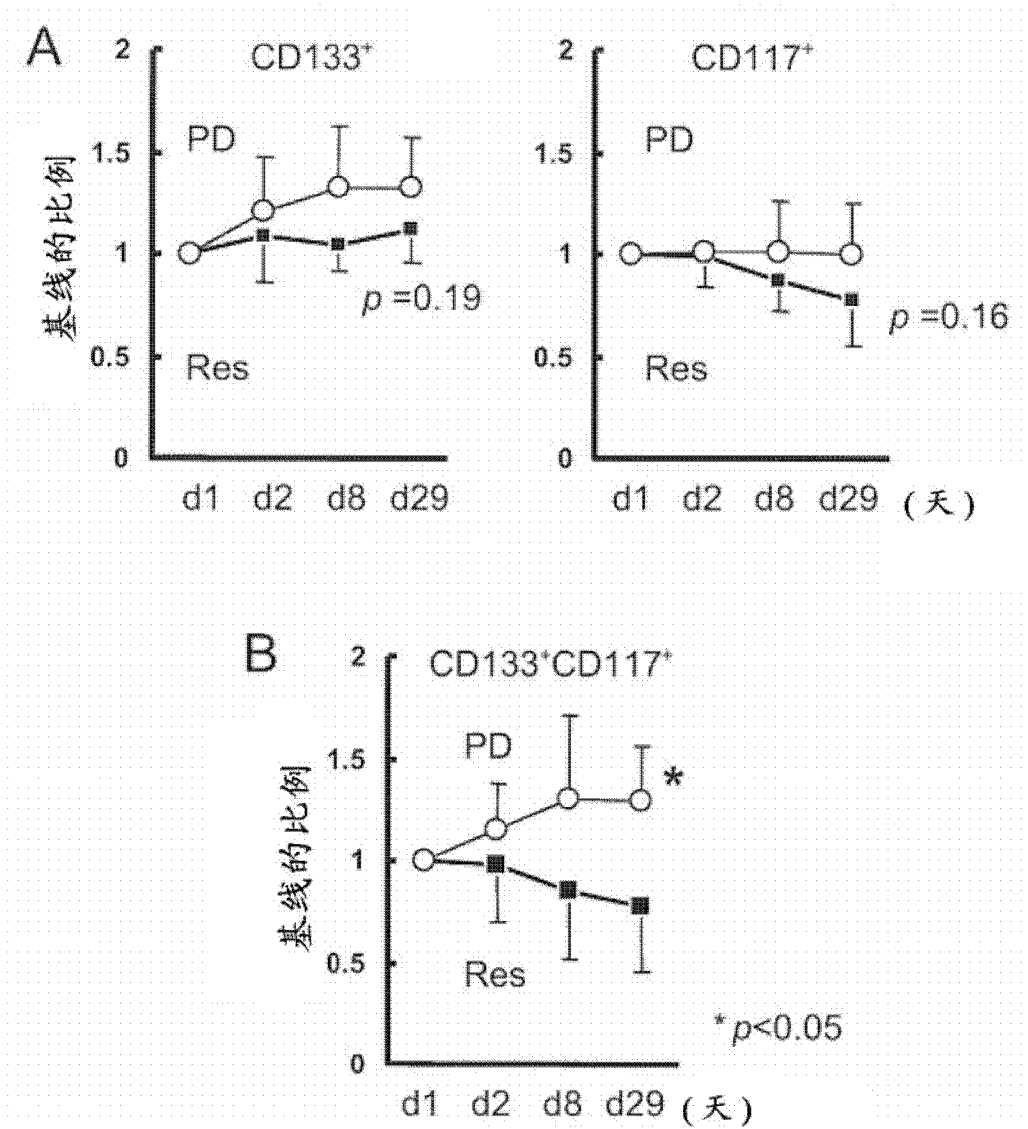 A
CD133⁺
CD117⁺
2
1.5
1
0.5
0
基线的比例
PD
Res
p =0.19
d1 d2 d8 d29
2
1.5
1
0.5
0
PD
Res
p =0.16
d1 d2 d8 d29 (天)
B
CD133⁺CD117⁺
2
1.5
1
0.5
0
基线的比例
PD
*
Res
* p<0.05
d1 d2 d8 d29 (天)